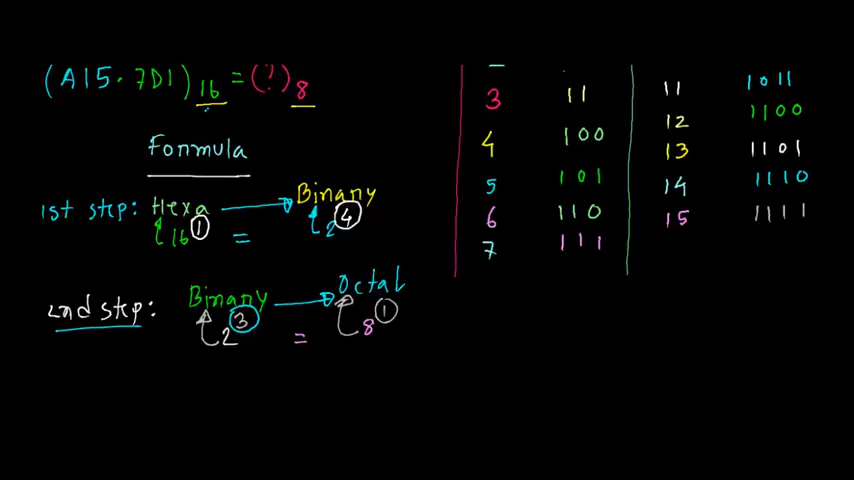 (A15.7D1)16 = (?)8
Formula
1st step: Hexa → Binary
16^1 = 2^4
2nd step: Binary → Octal
2^3 = 8^1
3 11 11 1011
4 100 12 1100
5 101 13 1101
6 110 14 1110
7 111 15 1111